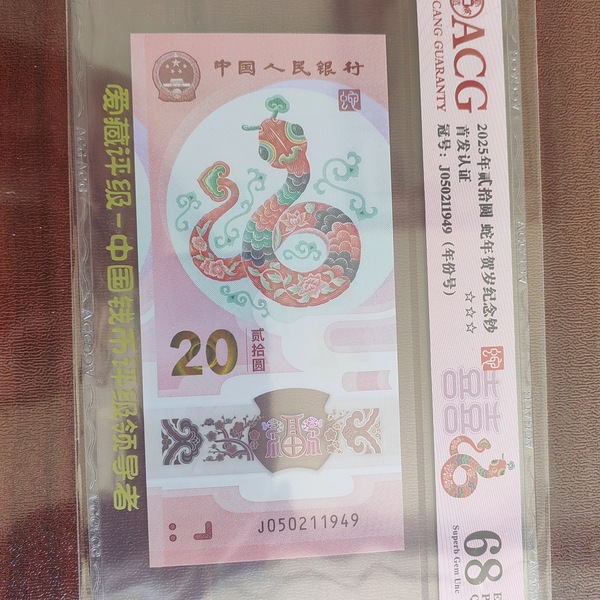 中国人民银行
蛇
20
贰拾圆
J050211949
爱藏评级-中国钱币评级领导者
ACG
CANG GUARANTY
2025年贰拾圆 蛇年贺岁纪念钞
首发认证 ☆☆☆
冠号：J050211949（年份号）
68
Superb Gem Unc
E
P